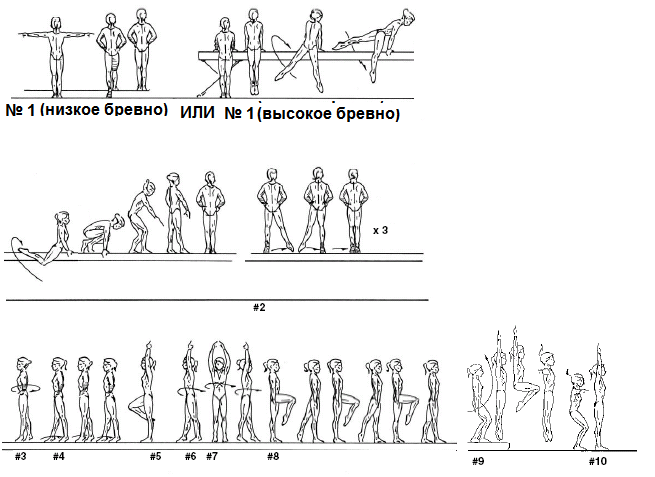 № 1 (низкое бревно) ИЛИ № 1 (высокое бревно)
x 3
#2
#3 #4 #5 #6 #7 #8 #9 #10